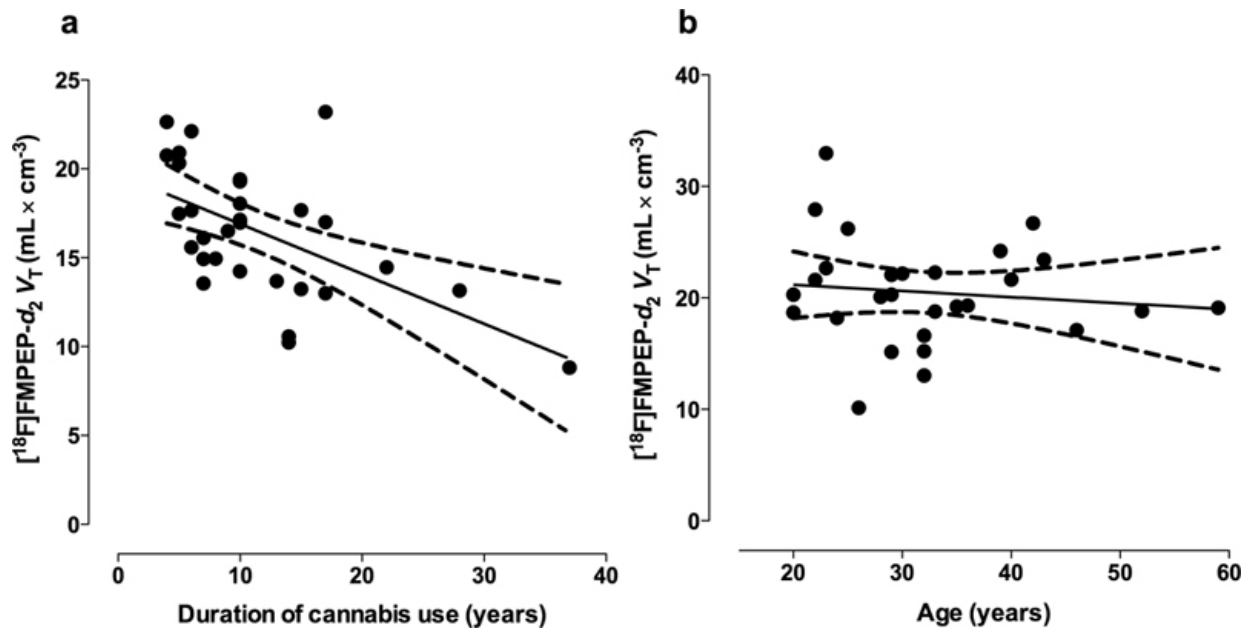 a
[¹⁸F]FMPEP-d₂ V_T (mL × cm⁻³)
25
20
15
10
5
0
0 10 20 30 40
Duration of cannabis use (years)
b
[¹⁸F]FMPEP-d₂ V_T (mL × cm⁻³)
40
30
20
10
0
20 30 40 50 60
Age (years)